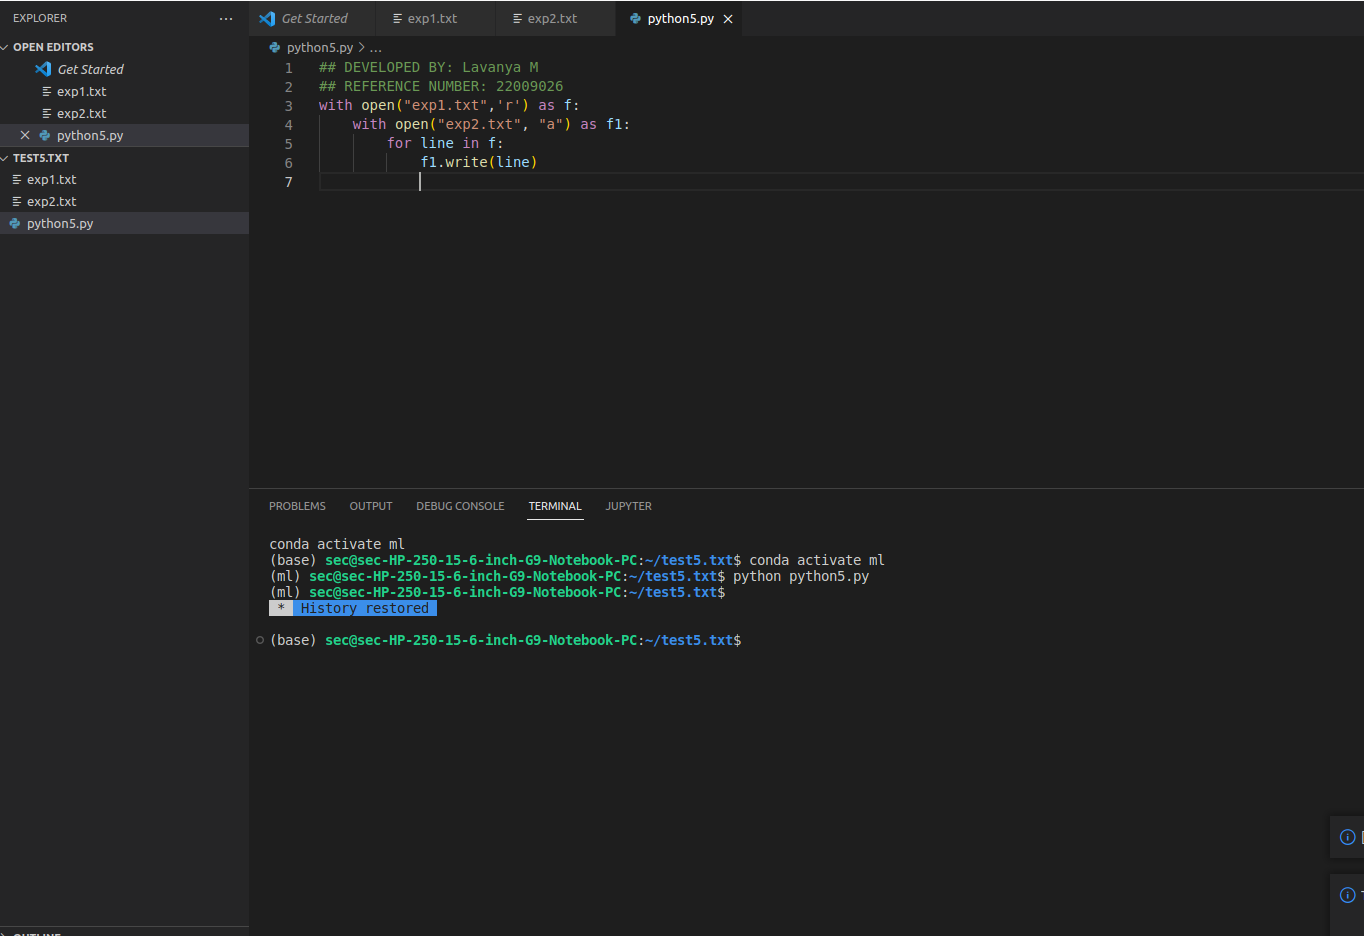 EXPLORER
OPEN EDITORS
Get Started
exp1.txt
exp2.txt
python5.py
TEST5.TXT
exp1.txt
exp2.txt
python5.py
OUTLINE
Get Started exp1.txt exp2.txt python5.py
python5.py > ...
1 ## DEVELOPED BY: Lavanya M
2 ## REFERENCE NUMBER: 22009026
3 with open("exp1.txt",'r') as f:
4 with open("exp2.txt", "a") as f1:
5 for line in f:
6 f1.write(line)
7
PROBLEMS OUTPUT DEBUG CONSOLE TERMINAL JUPYTER
conda activate ml
(base) sec@sec-HP-250-15-6-inch-G9-Notebook-PC:~/test5.txt$ conda activate ml
(ml) sec@sec-HP-250-15-6-inch-G9-Notebook-PC:~/test5.txt$ python python5.py
(ml) sec@sec-HP-250-15-6-inch-G9-Notebook-PC:~/test5.txt$
* History restored
(base) sec@sec-HP-250-15-6-inch-G9-Notebook-PC:~/test5.txt$